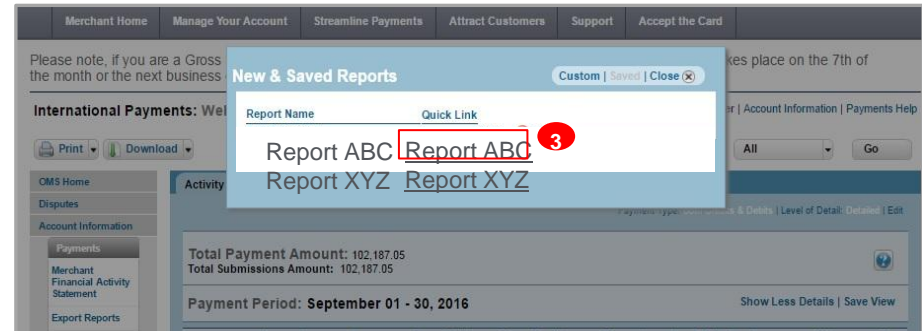 Merchant Home Manage Your Account Streamline Payments Attract Customers Support Accept the Card
Please note, if you are a Gross kes place on the 7th of
the month or the next business
New & Saved Reports Custom | Saved | Close
International Payments: Wel r | Account Information | Payments Help
Report Name Quick Link
Print Download All Go
Report ABC Report ABC 3
Report XYZ Report XYZ
OMS Home Activity
Disputes
Payment Type: & Debits | Level of Detail: Detailed | Edit
Account Information
Payments
Total Payment Amount: 102,187.05
Total Submissions Amount: 102,187.05
Merchant
Financial Activity
Statement
Payment Period: September 01 - 30, 2016 Show Less Details | Save View
Export Reports